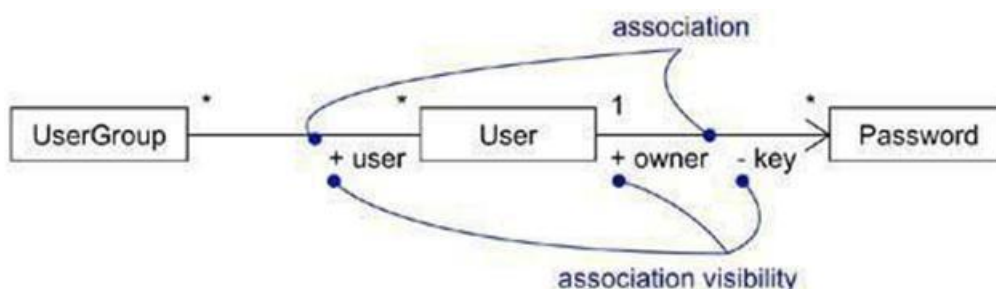 association
* * 1 *
UserGroup User Password
+ user + owner - key
association visibility